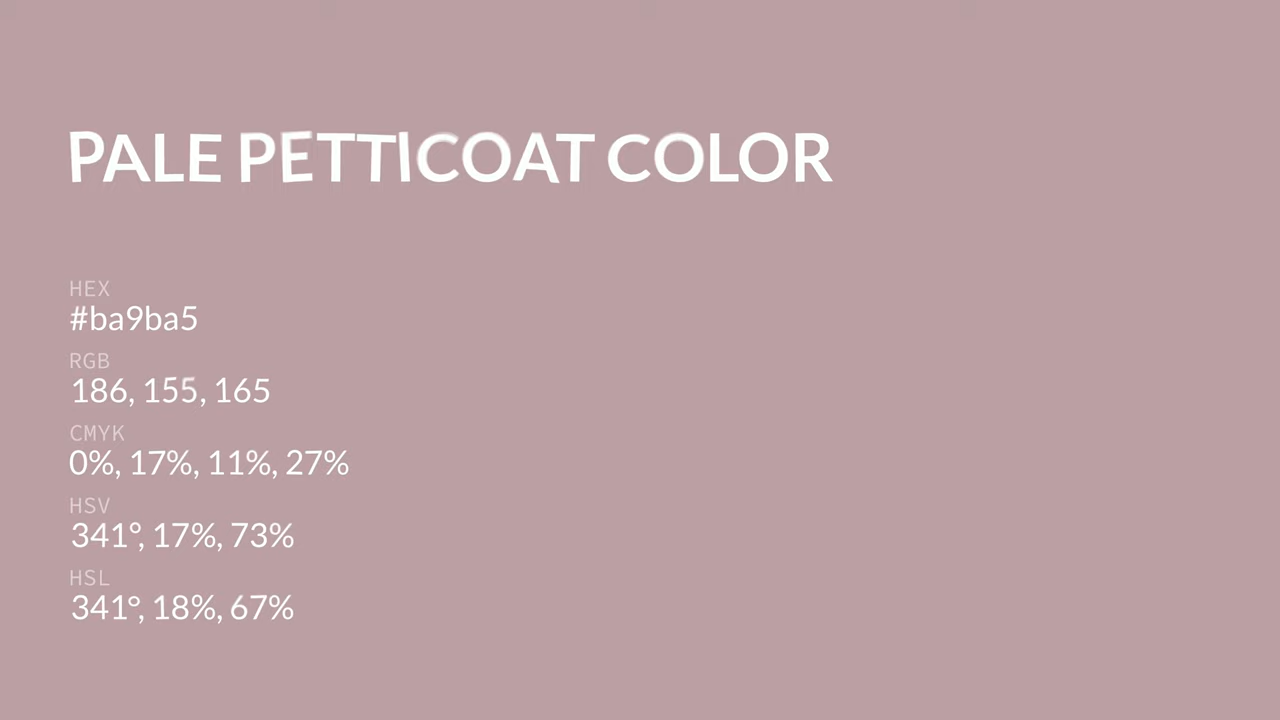 PALE PETTICOAT COLOR
HEX
#ba9ba5
RGB
186, 155, 165
CMYK
0%, 17%, 11%, 27%
HSV
341°, 17%, 73%
HSL
341°, 18%, 67%